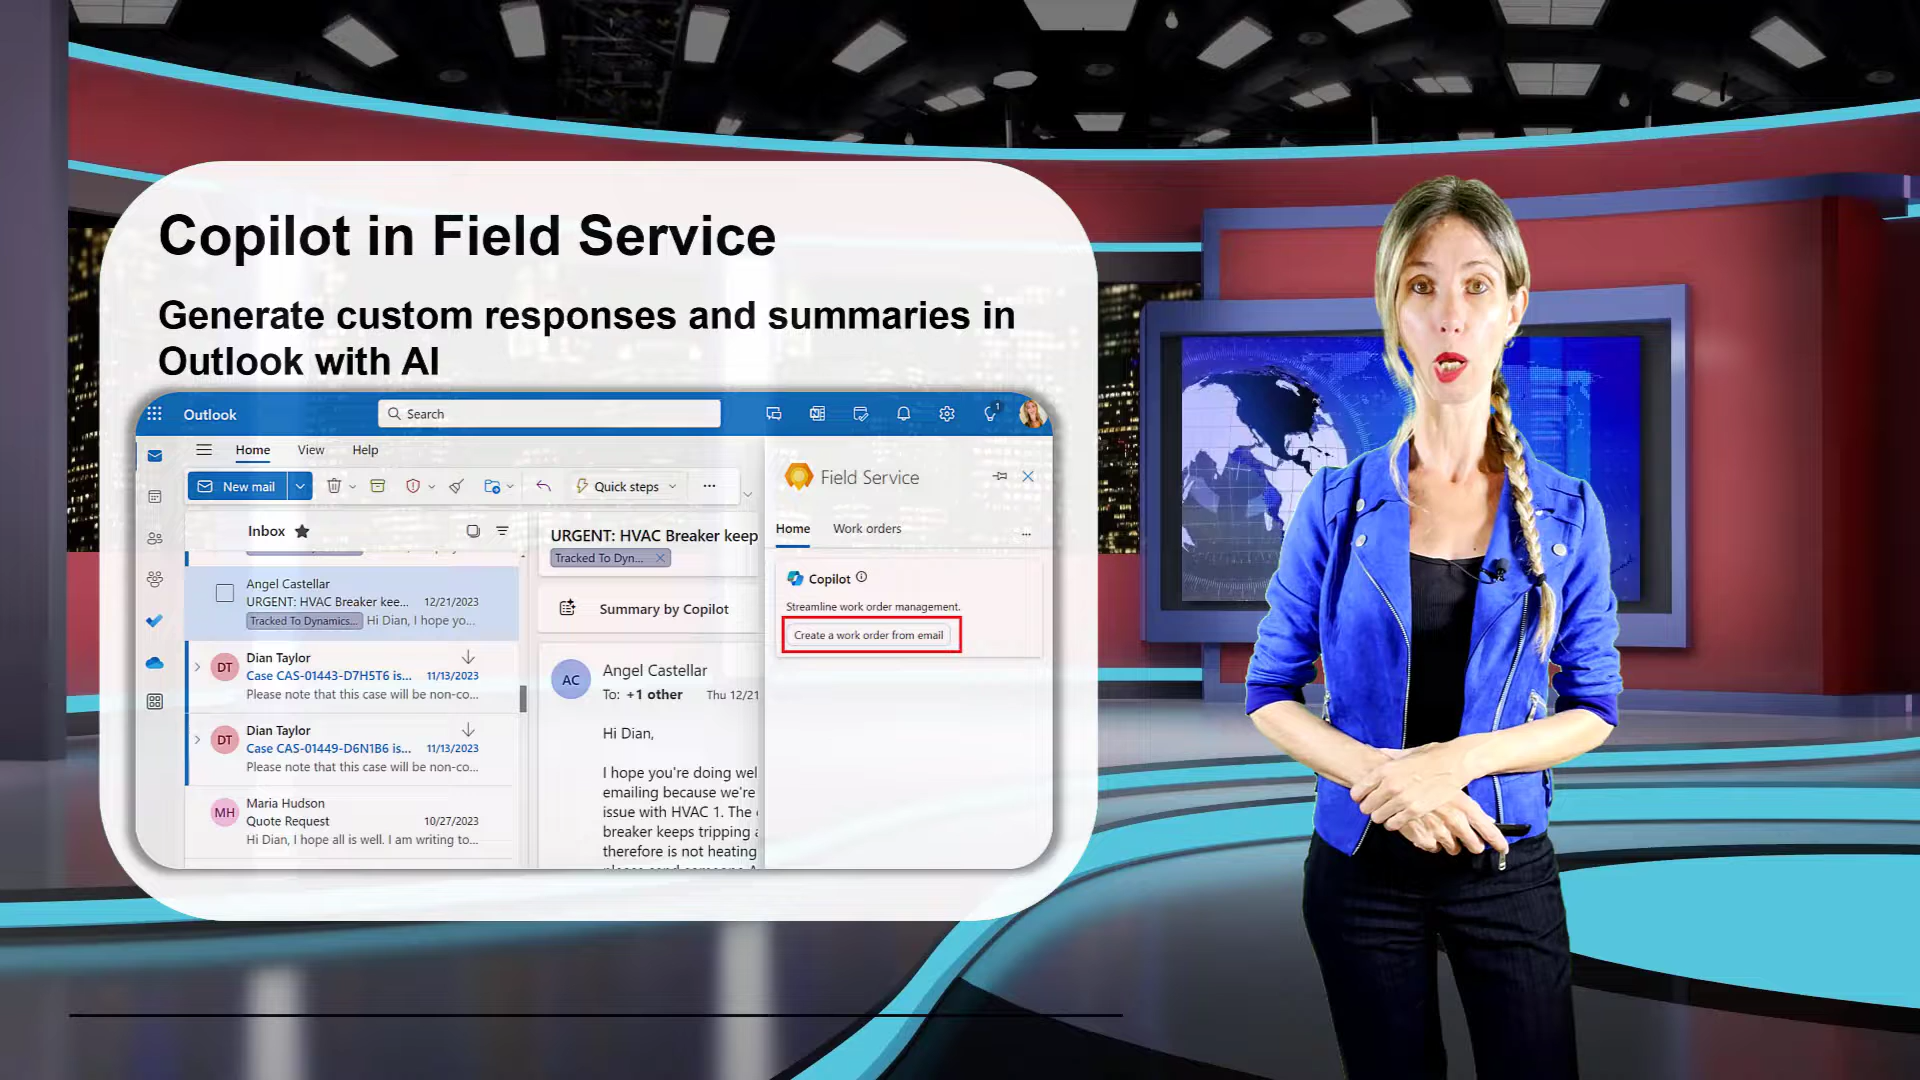 Copilot in Field Service
Generate custom responses and summaries in
Outlook with AI
Outlook
Search
1
Home View Help
New mail
Quick steps
Inbox
Angel Castellar
URGENT: HVAC Breaker kee... 12/21/2023
Tracked To Dynamics... Hi Dian, I hope yo...
DT
Dian Taylor
Case CAS-01443-D7H5T6 is... 11/13/2023
Please note that this case will be non-co...
DT
Dian Taylor
Case CAS-01449-D6N1B6 is... 11/13/2023
Please note that this case will be non-co...
MH
Maria Hudson
Quote Request 10/27/2023
Hi Dian, I hope all is well. I am writing to...
URGENT: HVAC Breaker keep
Tracked To Dyn...
Summary by Copilot
AC
Angel Castellar
To: +1 other Thu 12/21
Hi Dian,
I hope you're doing wel
emailing because we're
issue with HVAC 1. The
breaker keeps tripping
therefore is not heating
Field Service
Home Work orders
...
Copilot
Streamline work order management.
Create a work order from email